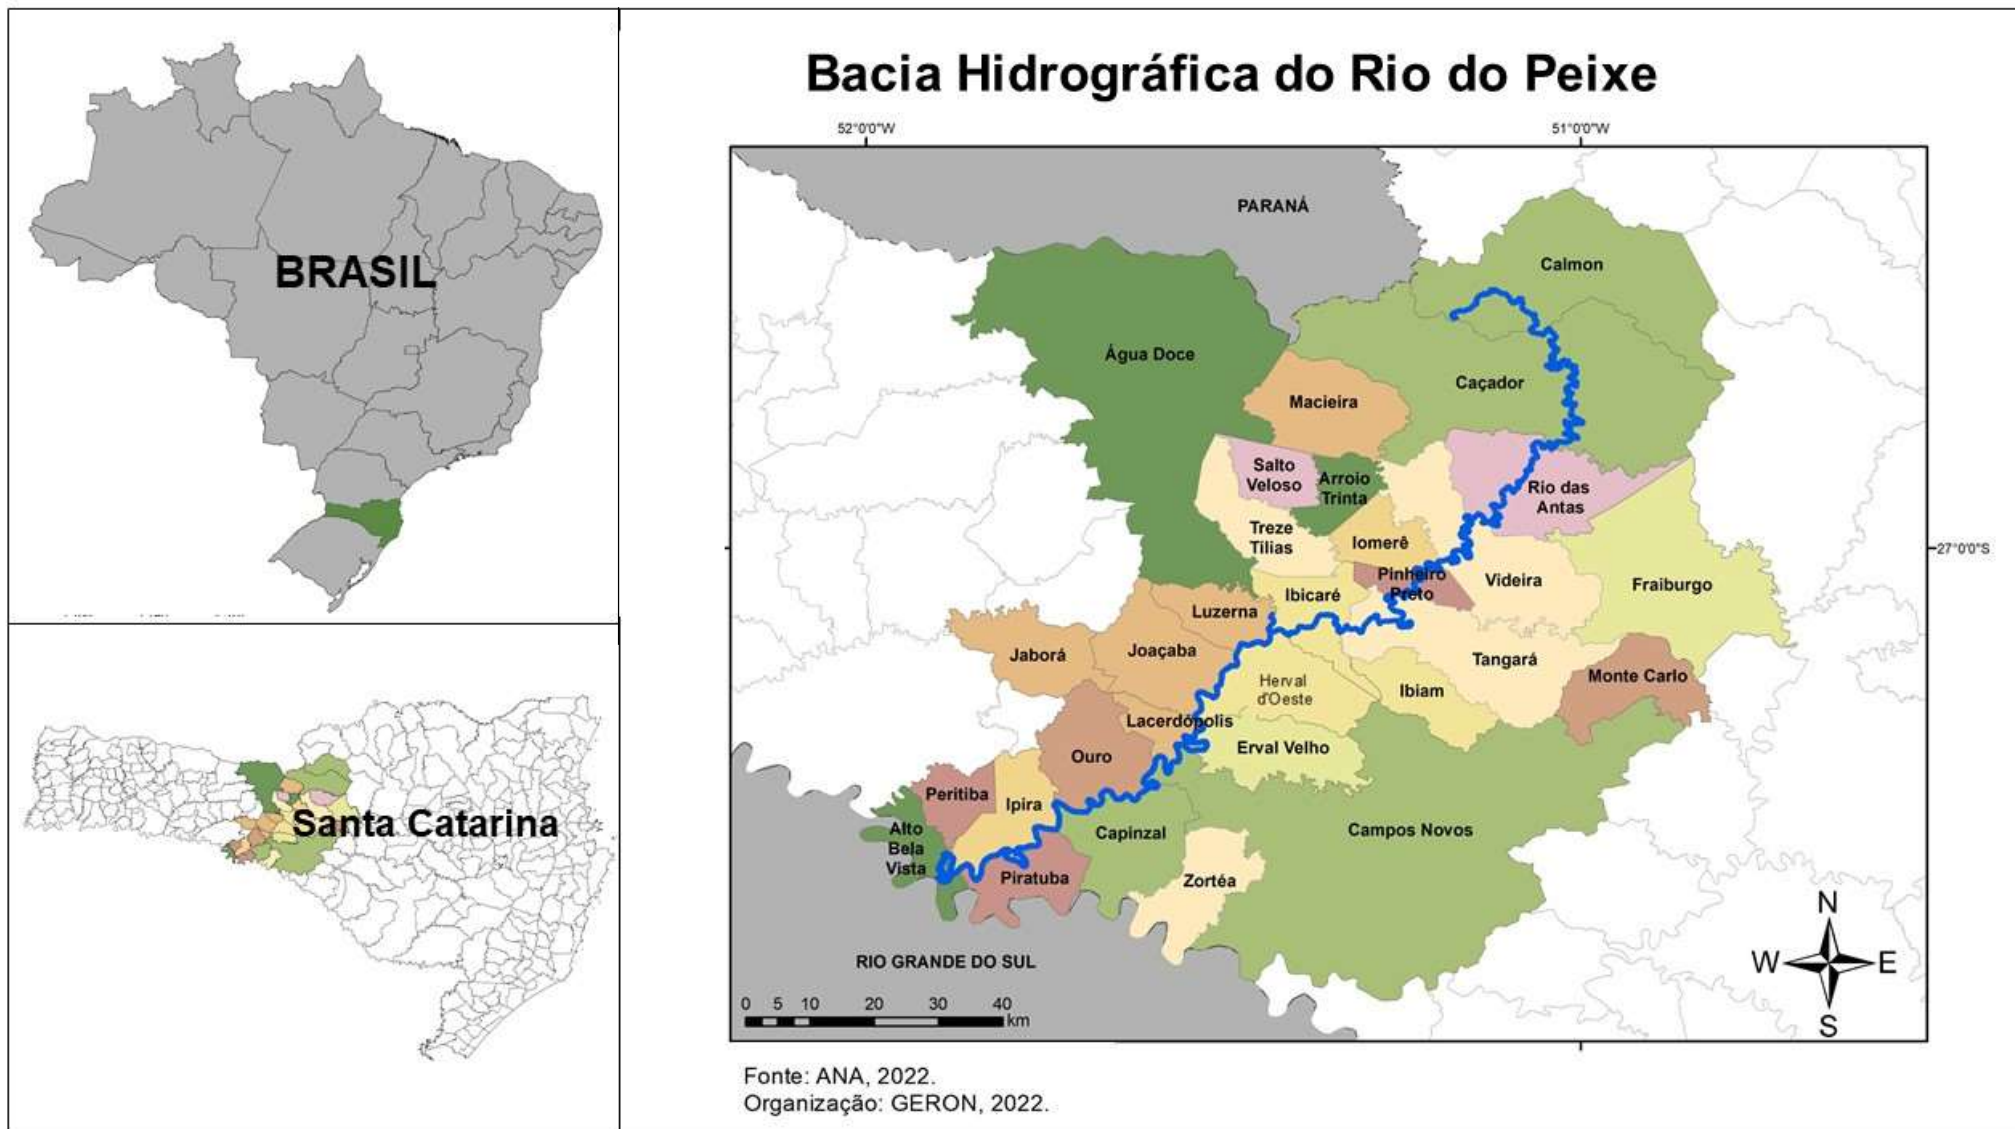 BRASIL
Santa Catarina
Bacia Hidrográfica do Rio do Peixe
52°0'0"W
51°0'0"W
PARANÁ
Calmon
Água Doce
Caçador
Macieira
Salto
Veloso
Arroio
Trinta
Rio das
Antas
Treze
Tílias
Iomerê
27°0'0"S
Pinheiro
Preto
Videira
Fraiburgo
Ibicaré
Luzerna
Jaborá
Joaçaba
Tangará
Monte Carlo
Herval
d'Oeste
Ibiam
Lacerdópolis
Erval Velho
Ouro
Peritiba
Ipira
Alto
Bela
Vista
Capinzal
Campos Novos
Piratuba
Zortéa
RIO GRANDE DO SUL
0 5 10 20 30 40
km
N
W
E
S
Fonte: ANA, 2022.
Organização: GERON, 2022.